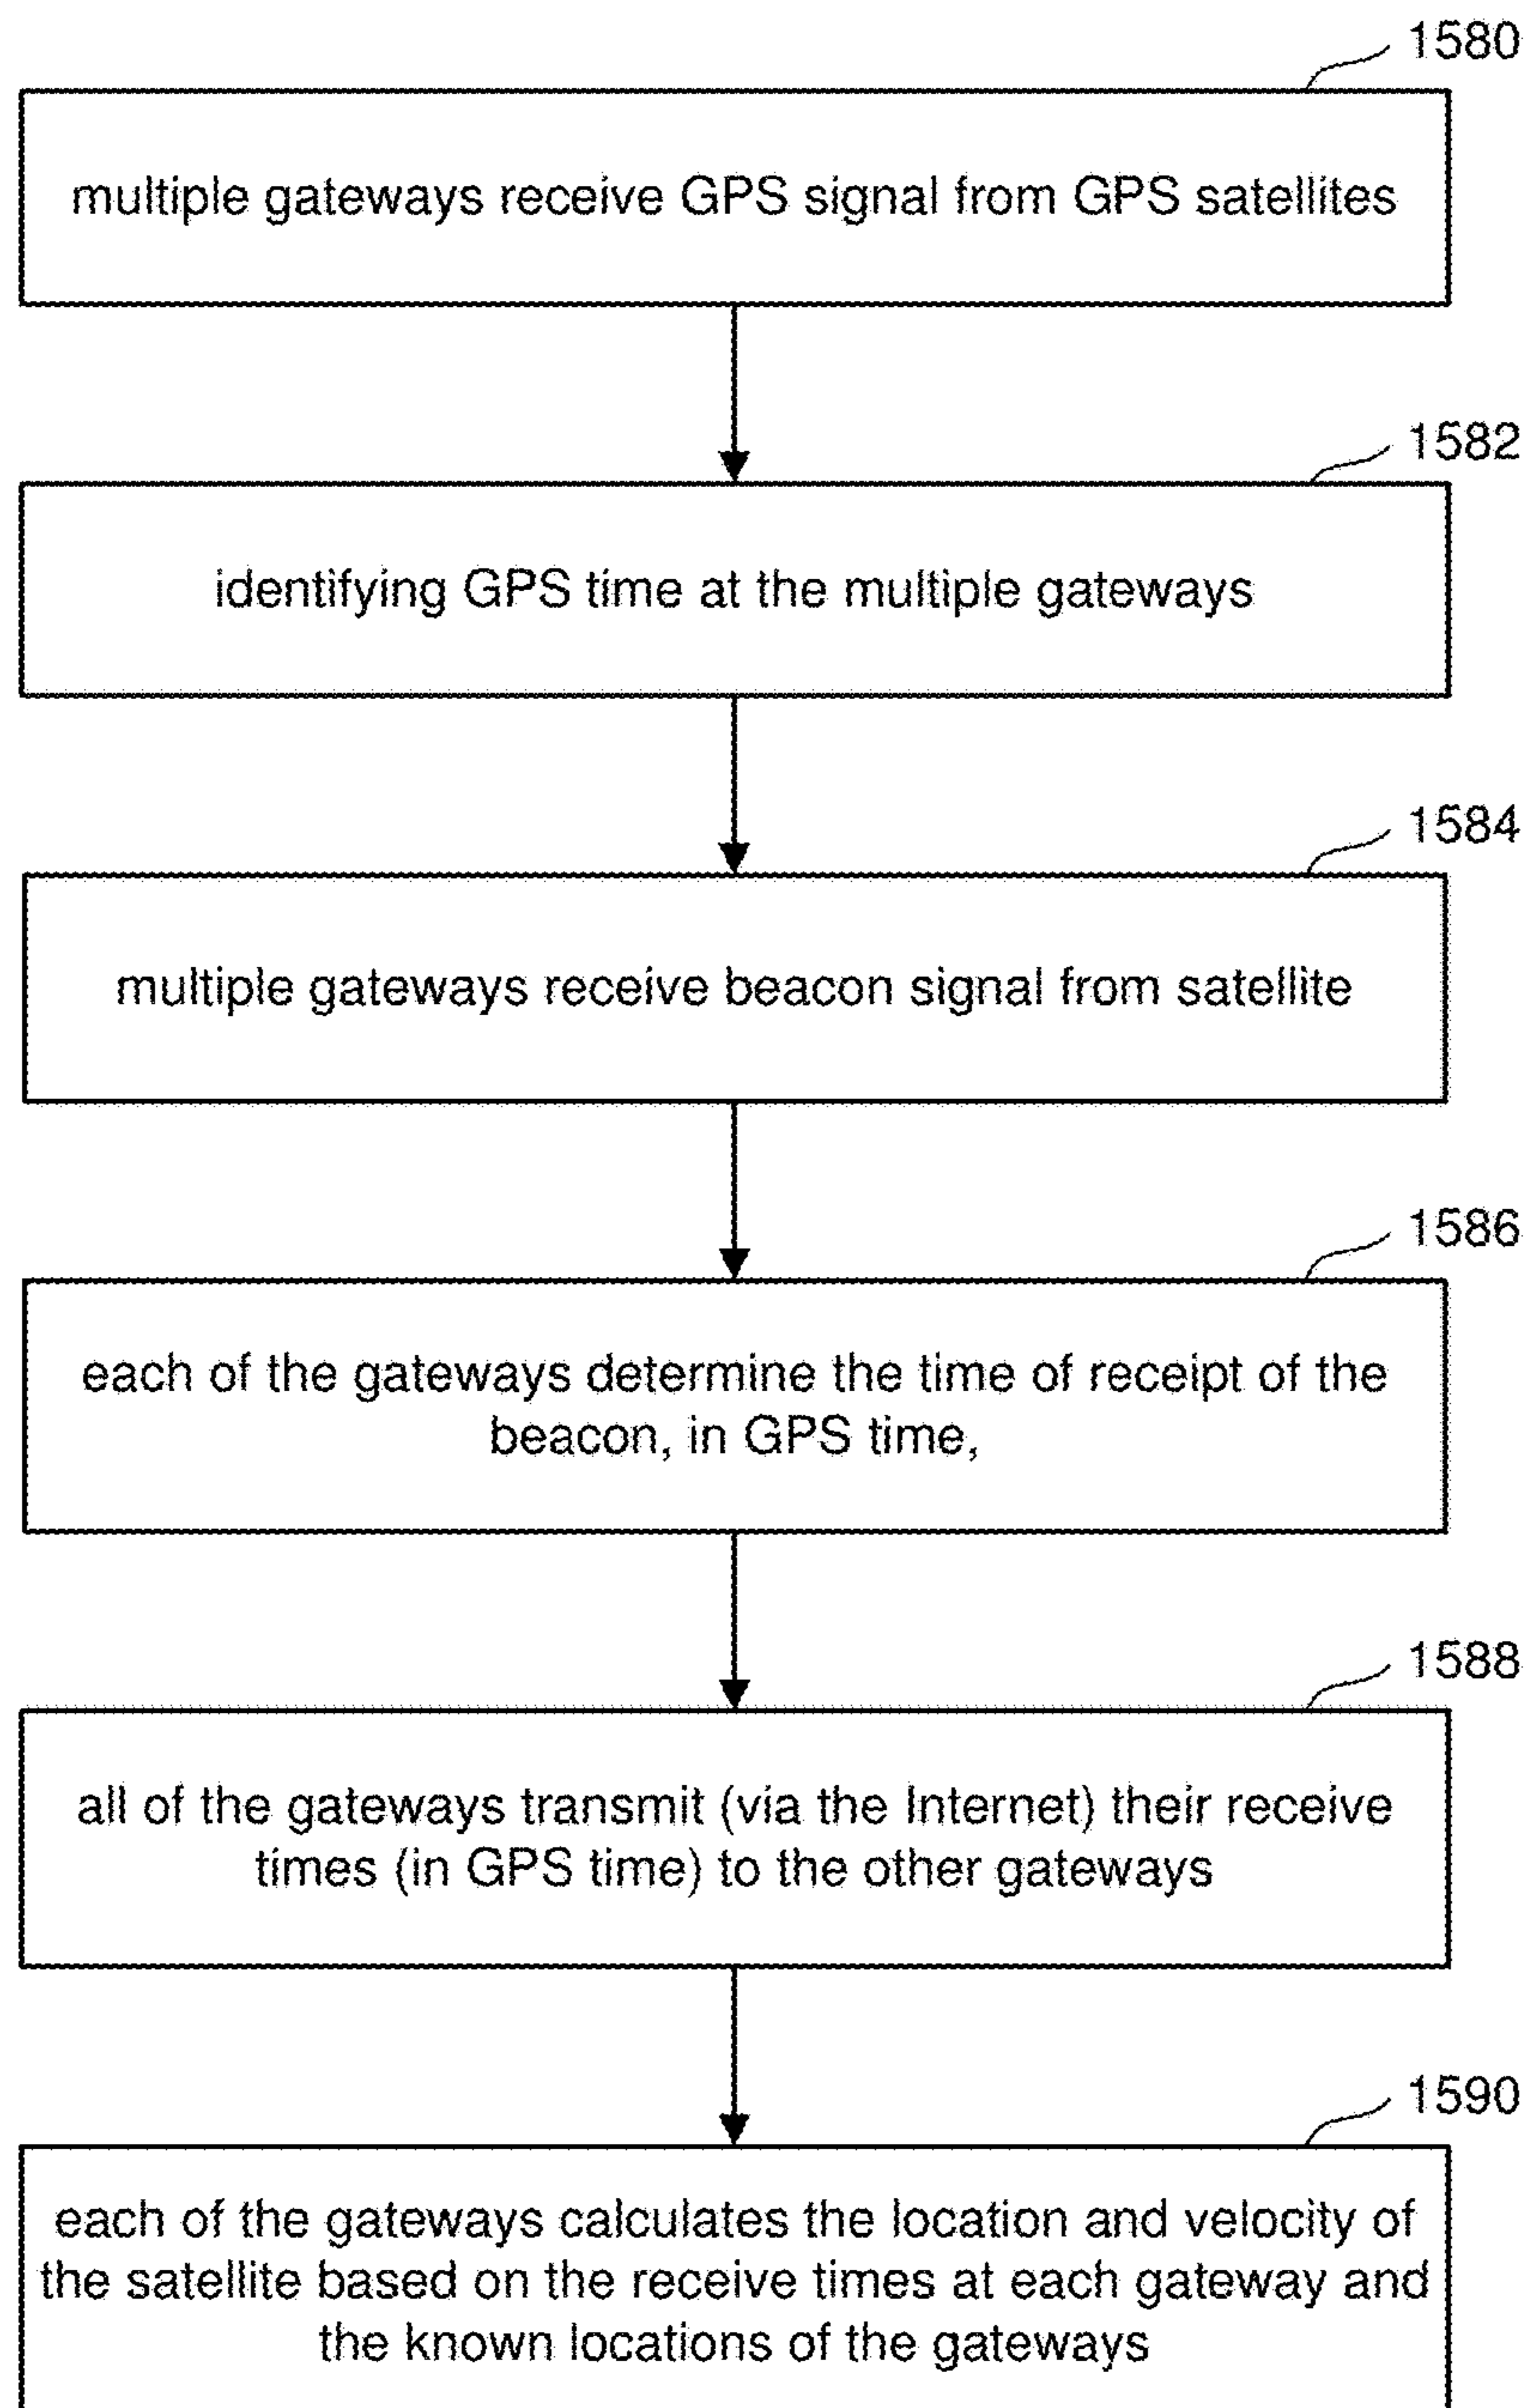 1580
multiple gateways receive GPS signal from GPS satellites
1582
identifying GPS time at the multiple gateways
1584
multiple gateways receive beacon signal from satellite
1586
each of the gateways determine the time of receipt of the
beacon, in GPS time,
1588
all of the gateways transmit (via the Internet) their receive
times (in GPS time) to the other gateways
1590
each of the gateways calculates the location and velocity of
the satellite based on the receive times at each gateway and
the known locations of the gateways